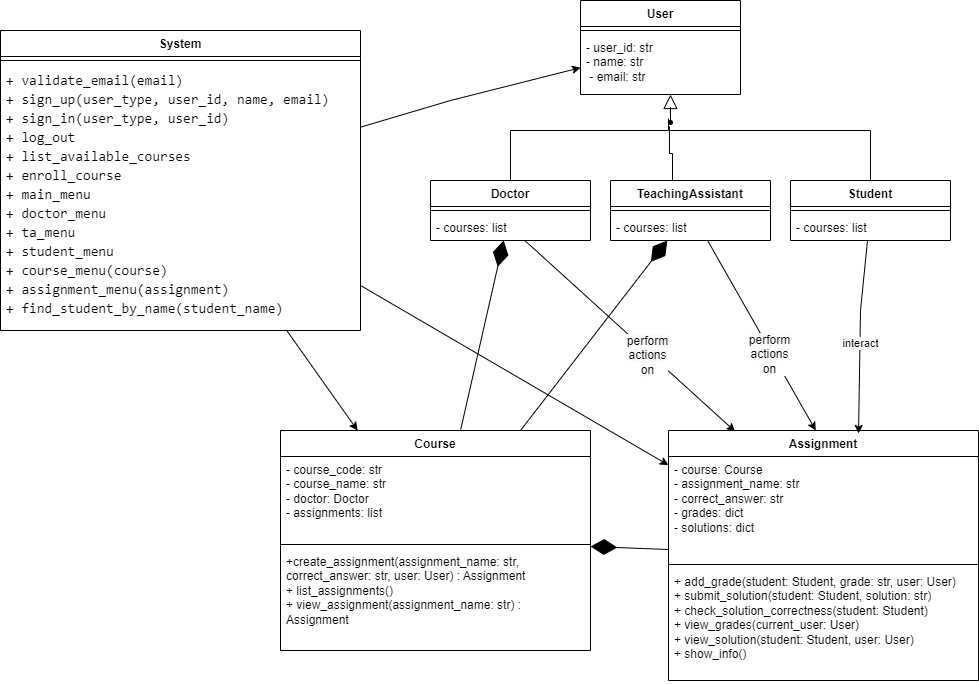 User
- user_id: str
- name: str
- email: str
System
+ validate_email(email)
+ sign_up(user_type, user_id, name, email)
+ sign_in(user_type, user_id)
+ log_out
+ list_available_courses
+ enroll_course
+ main_menu
+ doctor_menu
+ ta_menu
+ student_menu
+ course_menu(course)
+ assignment_menu(assignment)
+ find_student_by_name(student_name)
Doctor
- courses: list
TeachingAssistant
- courses: list
Student
- courses: list
perform
actions
on
perform
actions
on
interact
Course
- course_code: str
- course_name: str
- doctor: Doctor
- assignments: list
+create_assignment(assignment_name: str,
correct_answer: str, user: User) : Assignment
+ list_assignments()
+ view_assignment(assignment_name: str) :
Assignment
Assignment
- course: Course
- assignment_name: str
- correct_answer: str
- grades: dict
- solutions: dict
+ add_grade(student: Student, grade: str, user: User)
+ submit_solution(student: Student, solution: str)
+ check_solution_correctness(student: Student)
+ view_grades(current_user: User)
+ view_solution(student: Student, user: User)
+ show_info()